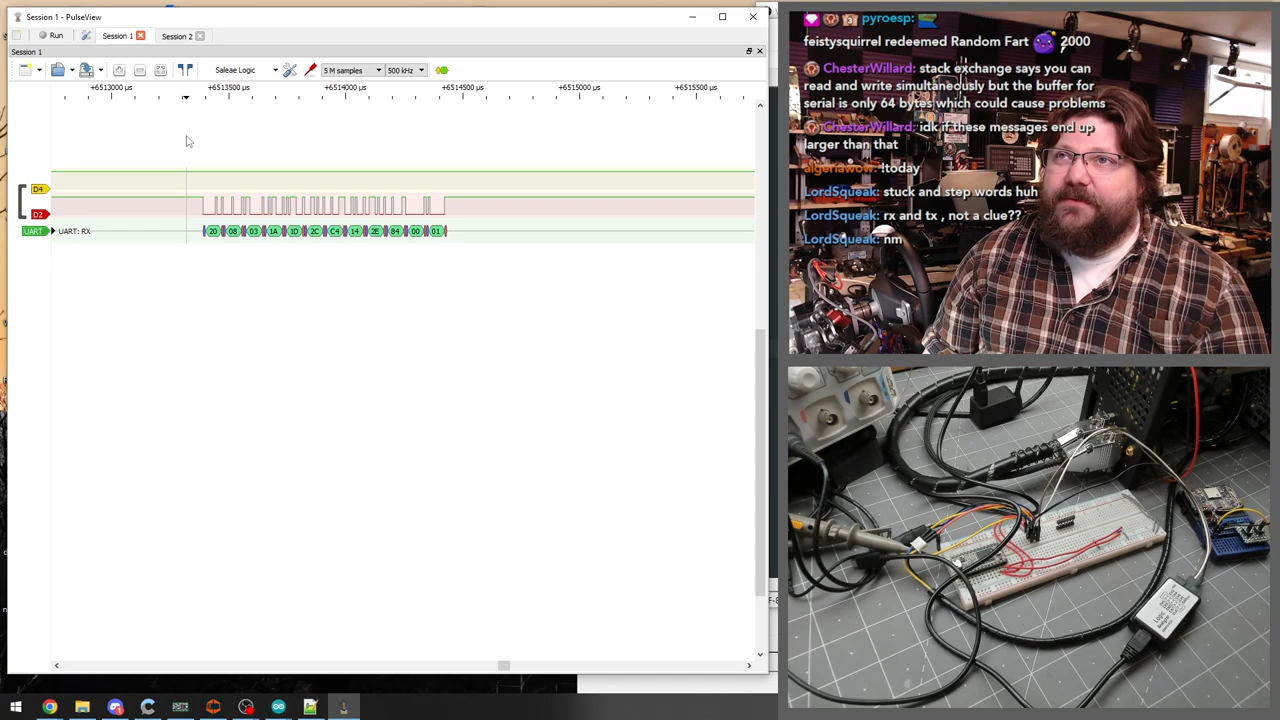 Session 1 - PulseView
Run
Session 1
Session 2
Session 1
Saleae Logic
5 M samples
500 kHz
+6513000 µs
+6513500 µs
+6514000 µs
+6514500 µs
+6515000 µs
+6515500 µs
D4
D2
UART
UART: RX
20 08 03 1A 1D 2C C4 14 2E 84 00 01
pyroesp:
feistysquirrel redeemed Random Fart 2000
ChesterWillard: stack exchange says you can
read and write simultaneously but the buffer for
serial is only 64 bytes which could cause problems
ChesterWillard: idk if these messages end up
larger than that
algeriawow: !today
LordSqueak: stuck and step words huh
LordSqueak: rx and tx , not a clue??
LordSqueak: nm
Logic
Analyzer